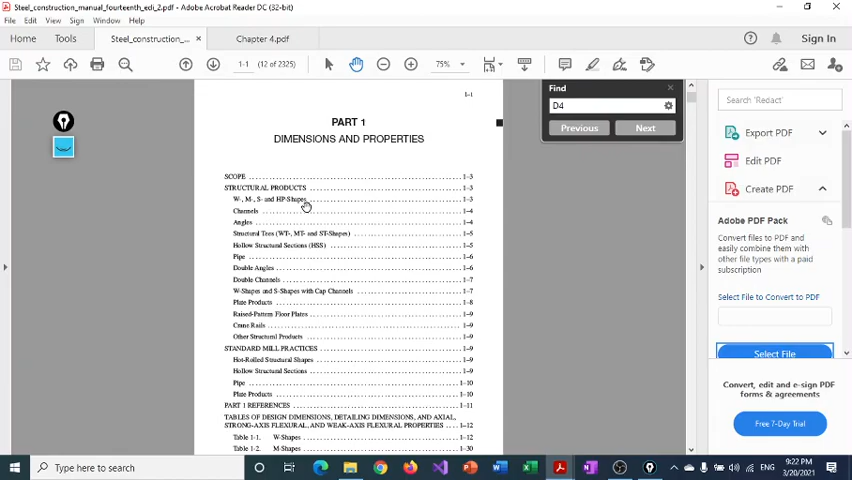 Steel_construction_manual_fourteenth_edi_2.pdf - Adobe Acrobat Reader DC (32-bit)
File Edit View Sign Window Help
Home Tools Steel_construction_... × Chapter 4.pdf Sign In
1-1 (12 of 2325) 75%
Find
D4
Previous Next
1–1
PART 1
DIMENSIONS AND PROPERTIES
SCOPE 1–3
STRUCTURAL PRODUCTS 1–3
W-, M-, S- and HP-Shapes 1–3
Channels 1–4
Angles 1–4
Structural Tees (WT-, MT- and ST-Shapes) 1–5
Hollow Structural Sections (HSS) 1–5
Pipe 1–6
Double Angles 1–6
Double Channels 1–7
W-Shapes and S-Shapes with Cap Channels 1–7
Plate Products 1–8
Raised-Pattern Floor Plates 1–9
Crane Rails 1–9
Other Structural Products 1–9
STANDARD MILL PRACTICES 1–9
Hot-Rolled Structural Shapes 1–9
Hollow Structural Sections 1–9
Pipe 1–10
Plate Products 1–10
PART 1 REFERENCES 1–11
TABLES OF DESIGN DIMENSIONS, DETAILING DIMENSIONS, AND AXIAL,
STRONG-AXIS FLEXURAL, AND WEAK-AXIS FLEXURAL PROPERTIES 1–12
Table 1-1. W-Shapes 1–12
Table 1-2. M-Shapes 1–30
Search 'Redact'
Export PDF
Edit PDF
Create PDF
Adobe PDF Pack
Convert files to PDF and
easily combine them with
other file types with a paid
subscription
Select File to Convert to PDF
Select File
Convert, edit and e-sign PDF
forms & agreements
Free 7-Day Trial
Type here to search
ENG
9:22 PM
3/20/2021